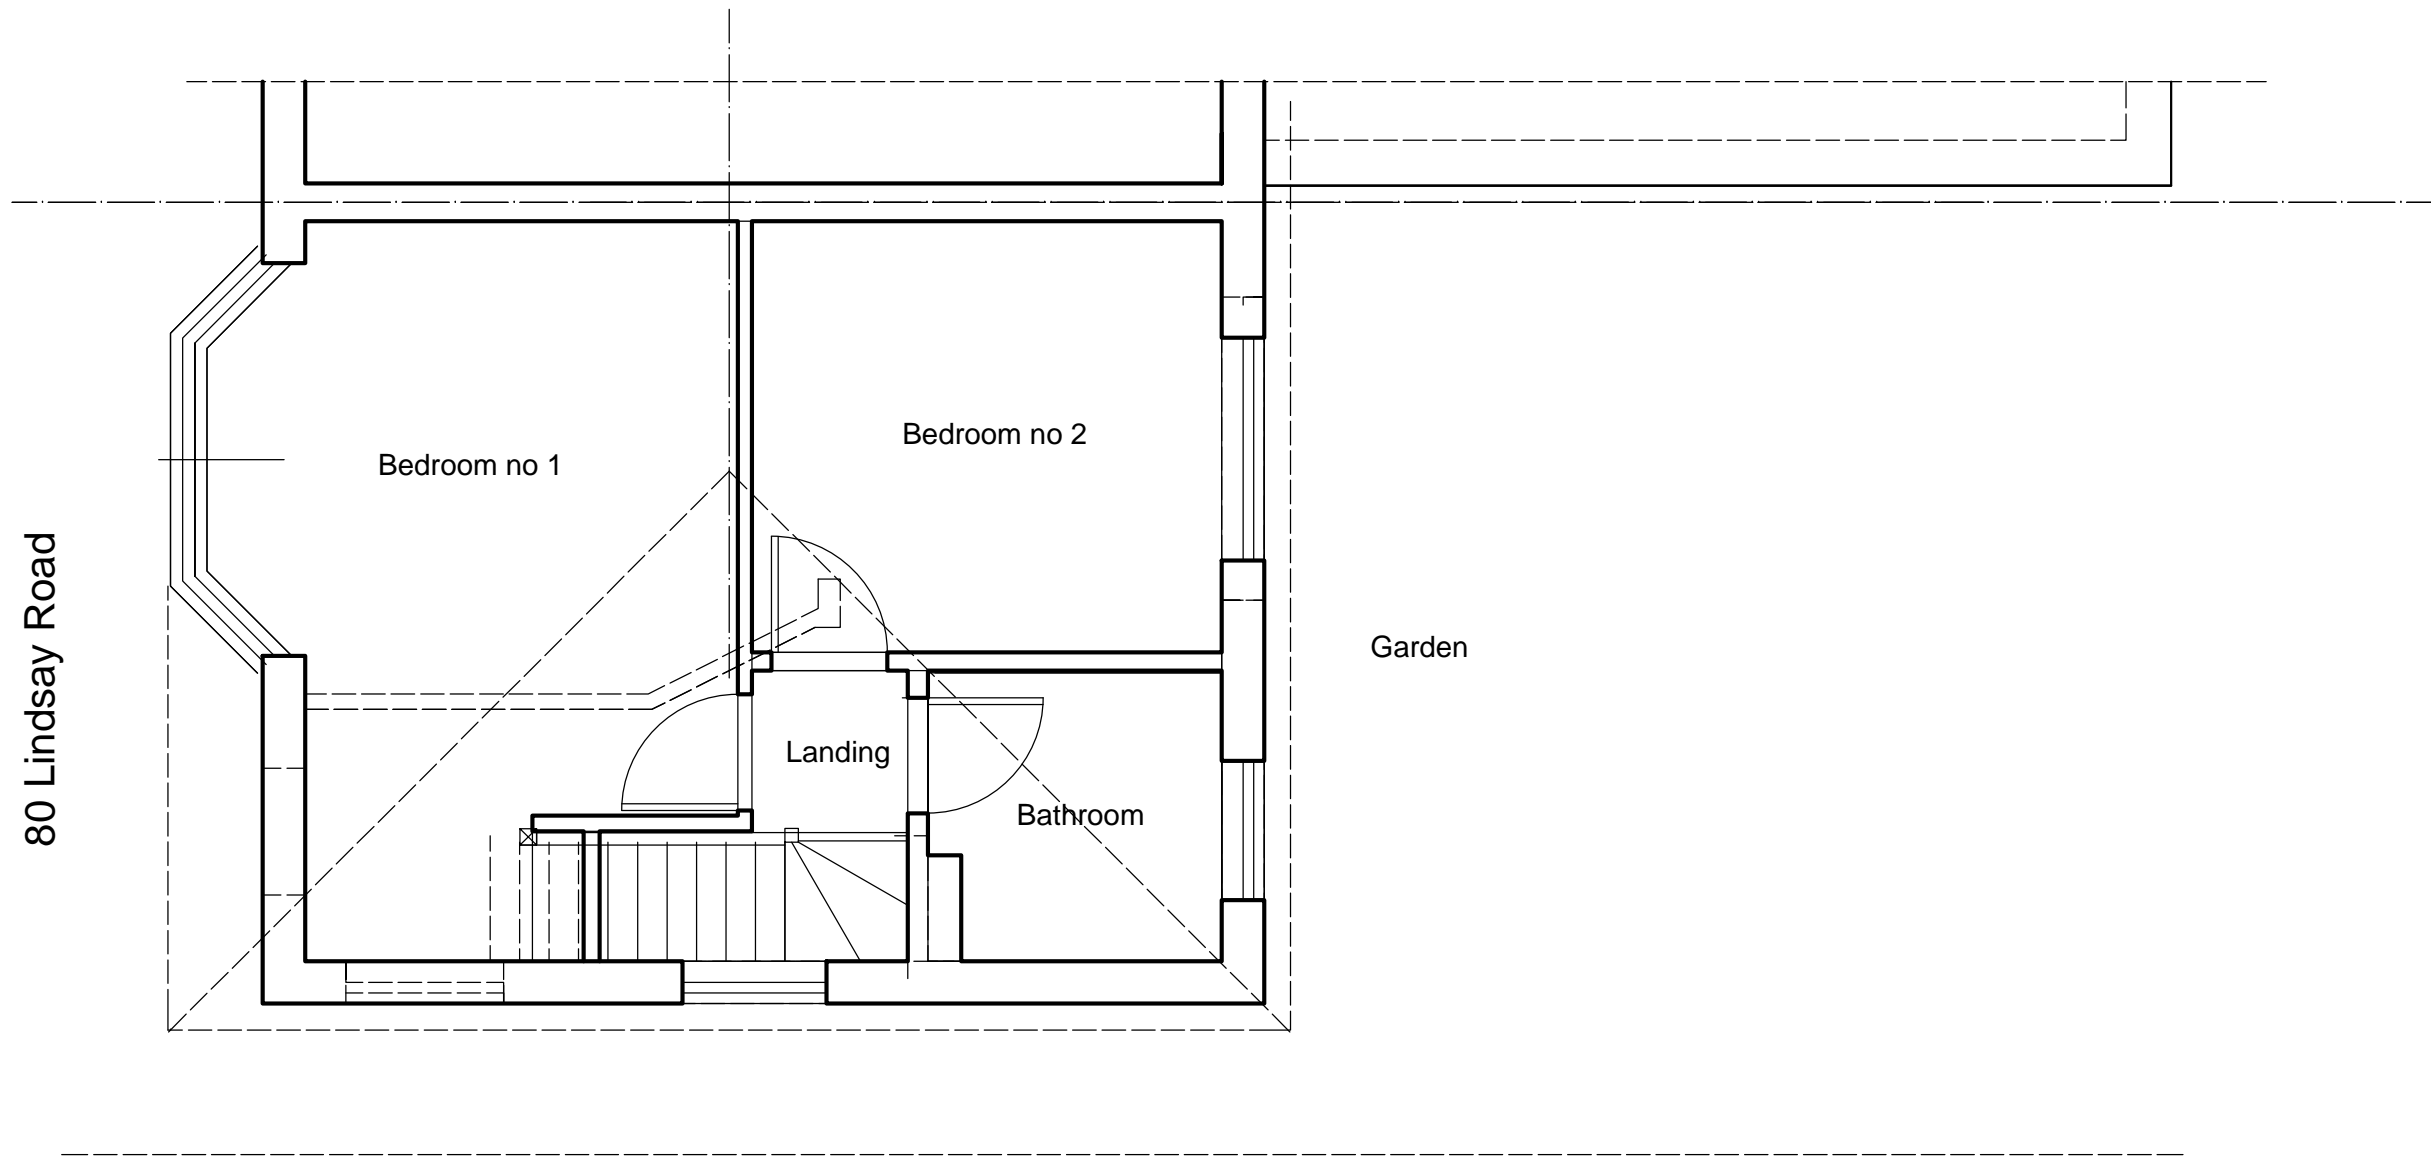 80 Lindsay Road
Bedroom no 1
Bedroom no 2
Landing
Bathroom
Garden